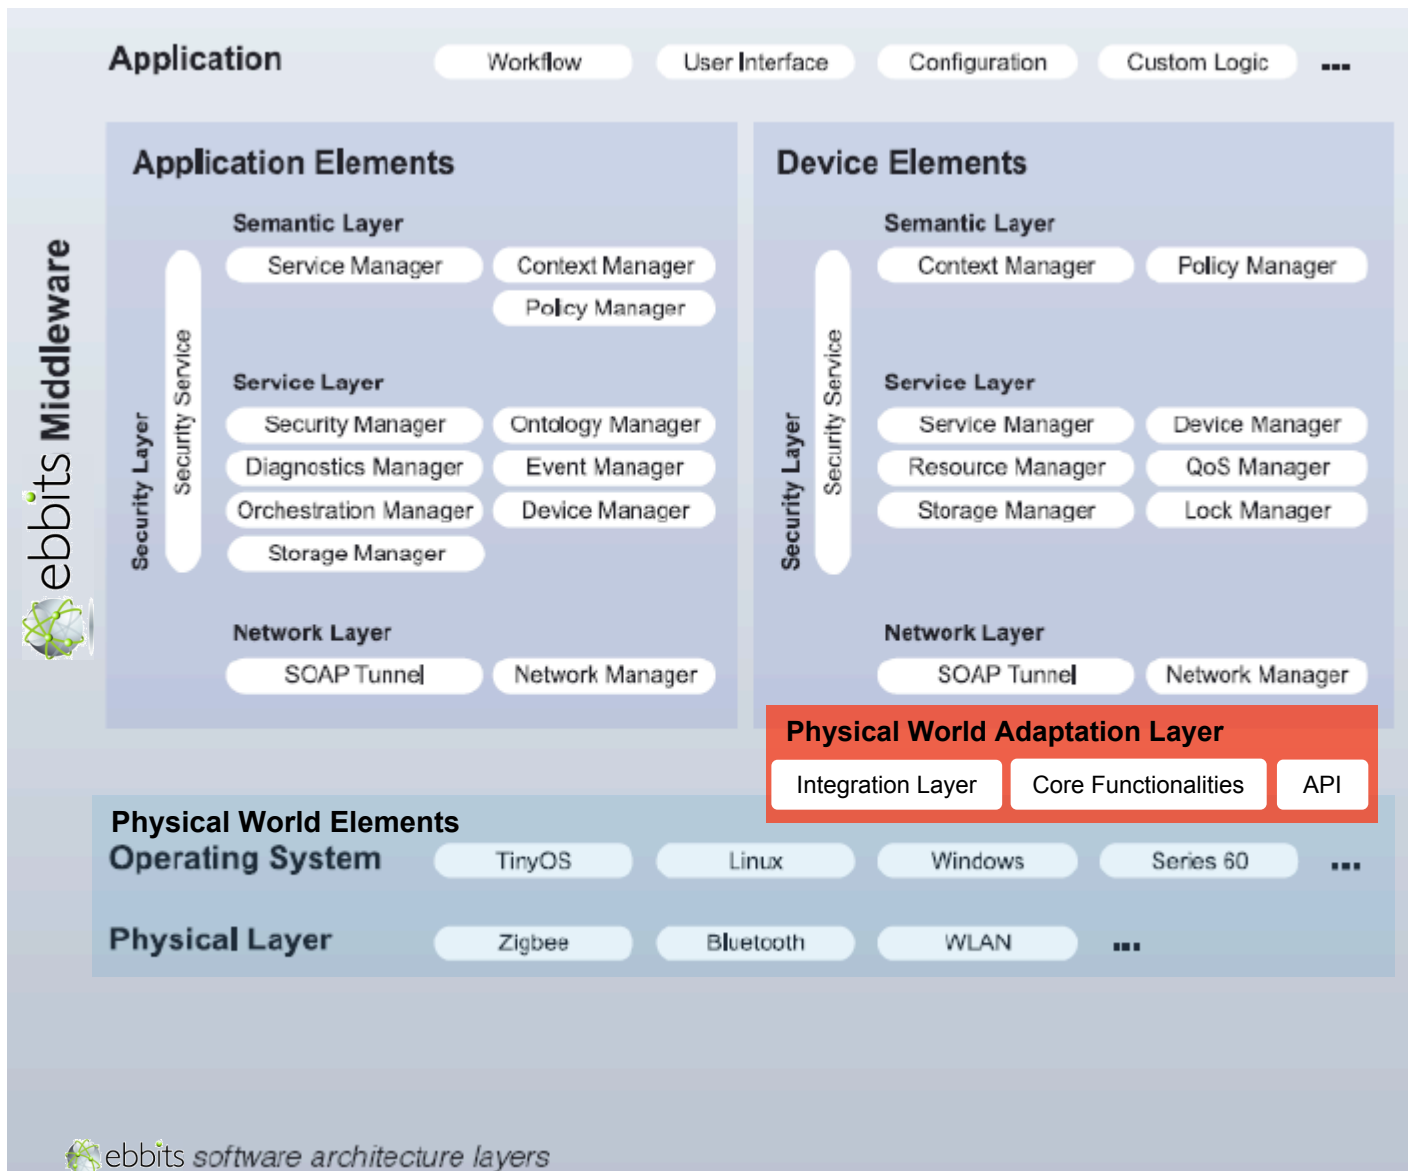 Application
Workflow
User Interface
Configuration
Custom Logic
...
ebbits Middleware
Application Elements
Semantic Layer
Service Manager
Context Manager
Policy Manager
Security Layer
Security Service
Service Layer
Security Manager
Ontology Manager
Diagnostics Manager
Event Manager
Orchestration Manager
Device Manager
Storage Manager
Network Layer
SOAP Tunnel
Network Manager
Device Elements
Semantic Layer
Context Manager
Policy Manager
Security Layer
Security Service
Service Layer
Service Manager
Device Manager
Resource Manager
QoS Manager
Storage Manager
Lock Manager
Network Layer
SOAP Tunnel
Network Manager
Physical World Adaptation Layer
Integration Layer
Core Functionalities
API
Physical World Elements
Operating System
TinyOS
Linux
Windows
Series 60
...
Physical Layer
Zigbee
Bluetooth
WLAN
...
ebbits software architecture layers